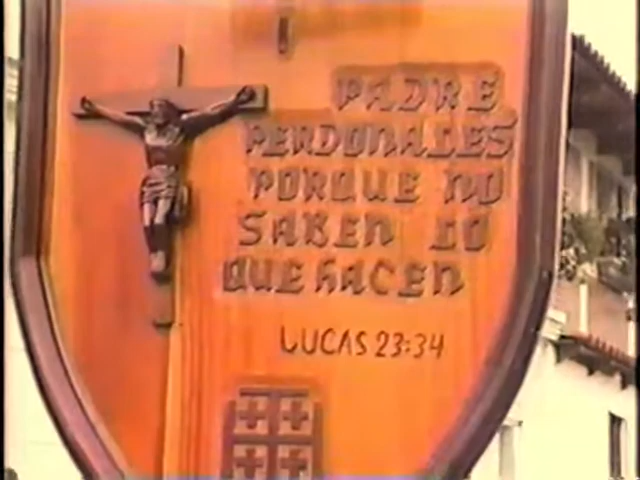 PADRE
PERDONALES
PORQUE NO
SABEN LO
QUE HACEN
LUCAS 23:34